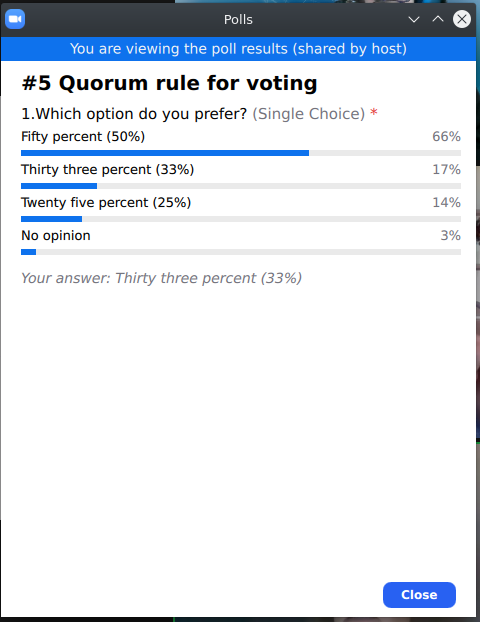 Polls
You are viewing the poll results (shared by host)
#5 Quorum rule for voting
1.Which option do you prefer? (Single Choice) *
Fifty percent (50%) 66%
Thirty three percent (33%) 17%
Twenty five percent (25%) 14%
No opinion 3%
Your answer: Thirty three percent (33%)
Close